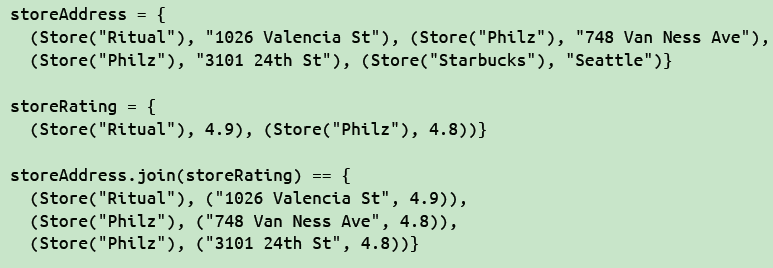 storeAddress = {
  (Store("Ritual"), "1026 Valencia St"), (Store("Philz"), "748 Van Ness Ave"),
  (Store("Philz"), "3101 24th St"), (Store("Starbucks"), "Seattle")}

storeRating = {
  (Store("Ritual"), 4.9), (Store("Philz"), 4.8))}

storeAddress.join(storeRating) == {
  (Store("Ritual"), ("1026 Valencia St", 4.9)),
  (Store("Philz"), ("748 Van Ness Ave", 4.8)),
  (Store("Philz"), ("3101 24th St", 4.8))}